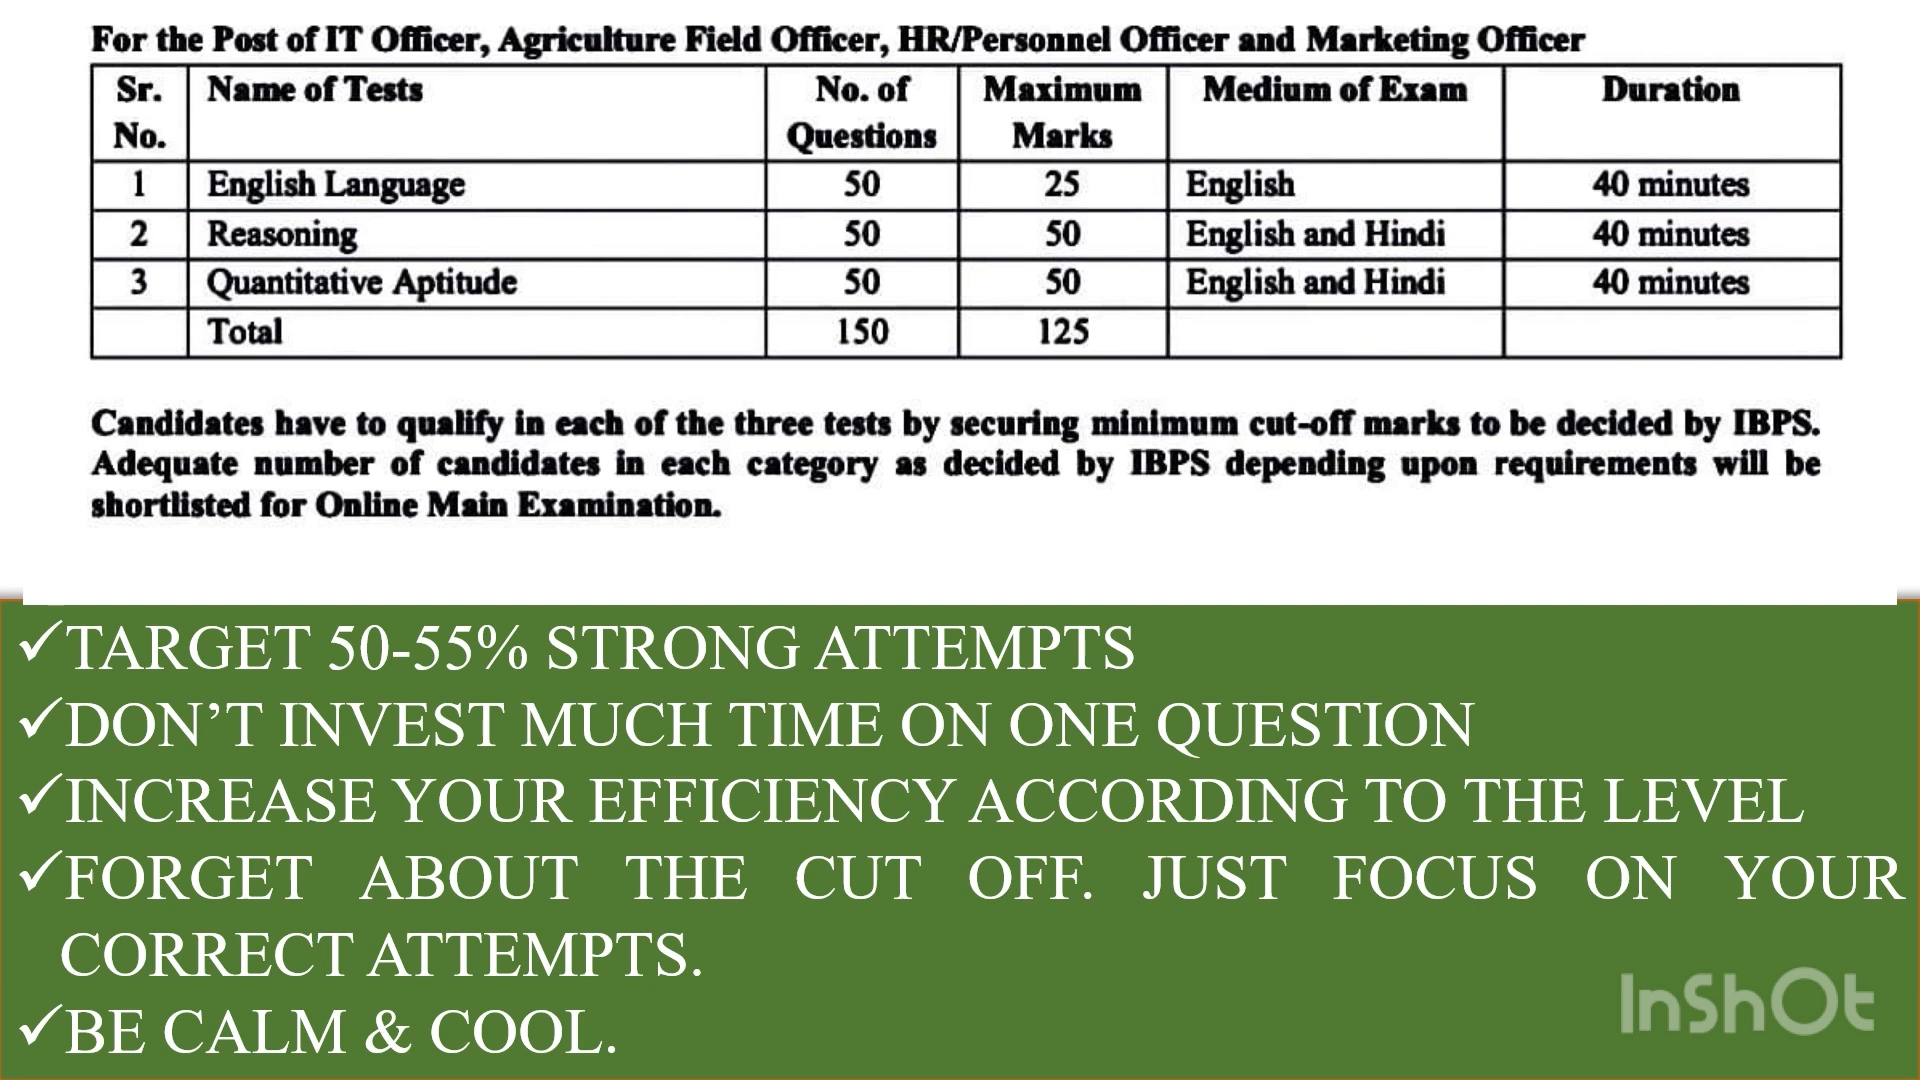 For the Post of IT Officer, Agriculture Field Officer, HR/Personnel Officer and Marketing Officer
Sr. No. Name of Tests No. of Questions Maximum Marks Medium of Exam Duration
1 English Language 50 25 English 40 minutes
2 Reasoning 50 50 English and Hindi 40 minutes
3 Quantitative Aptitude 50 50 English and Hindi 40 minutes
Total 150 125
Candidates have to qualify in each of the three tests by securing minimum cut-off marks to be decided by IBPS.
Adequate number of candidates in each category as decided by IBPS depending upon requirements will be
shortlisted for Online Main Examination.
✓TARGET 50-55% STRONG ATTEMPTS
✓DON’T INVEST MUCH TIME ON ONE QUESTION
✓INCREASE YOUR EFFICIENCY ACCORDING TO THE LEVEL
✓FORGET ABOUT THE CUT OFF. JUST FOCUS ON YOUR
CORRECT ATTEMPTS.
✓BE CALM & COOL.
InShOt